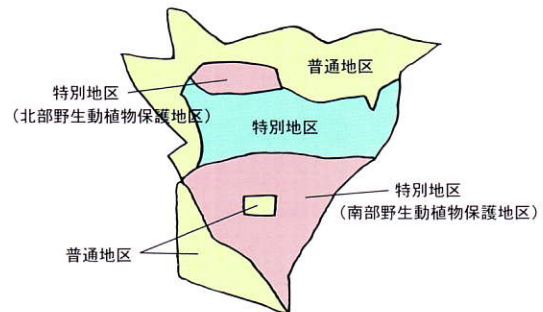 普通地区
特別地区
（北部野生動植物保護地区）
特別地区
特別地区
（南部野生動植物保護地区）
普通地区